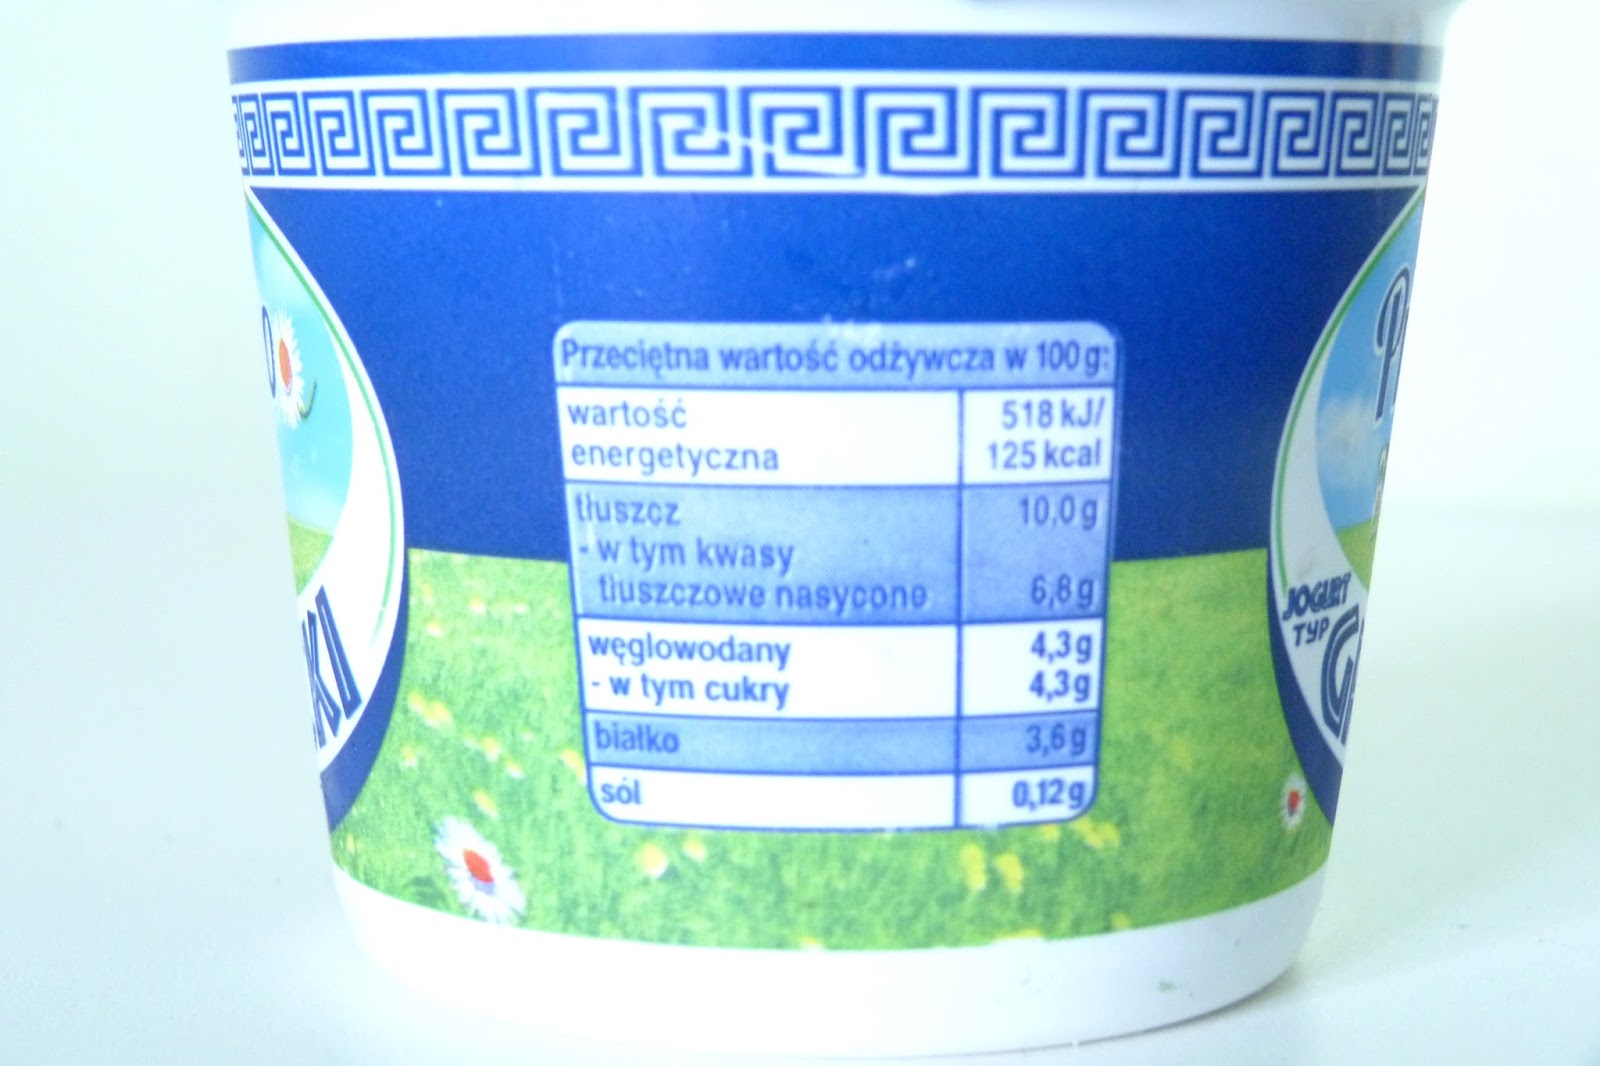 Przeciętna wartość odżywcza w 100 g:
wartość 518 kJ/
energetyczna 125 kcal
tłuszcz 10,0 g
- w tym kwasy
tłuszczowe nasycone 6,8 g
węglowodany 4,3 g
- w tym cukry 4,3 g
białko 3,6 g
sól 0,12 g
JOGURT
TYP